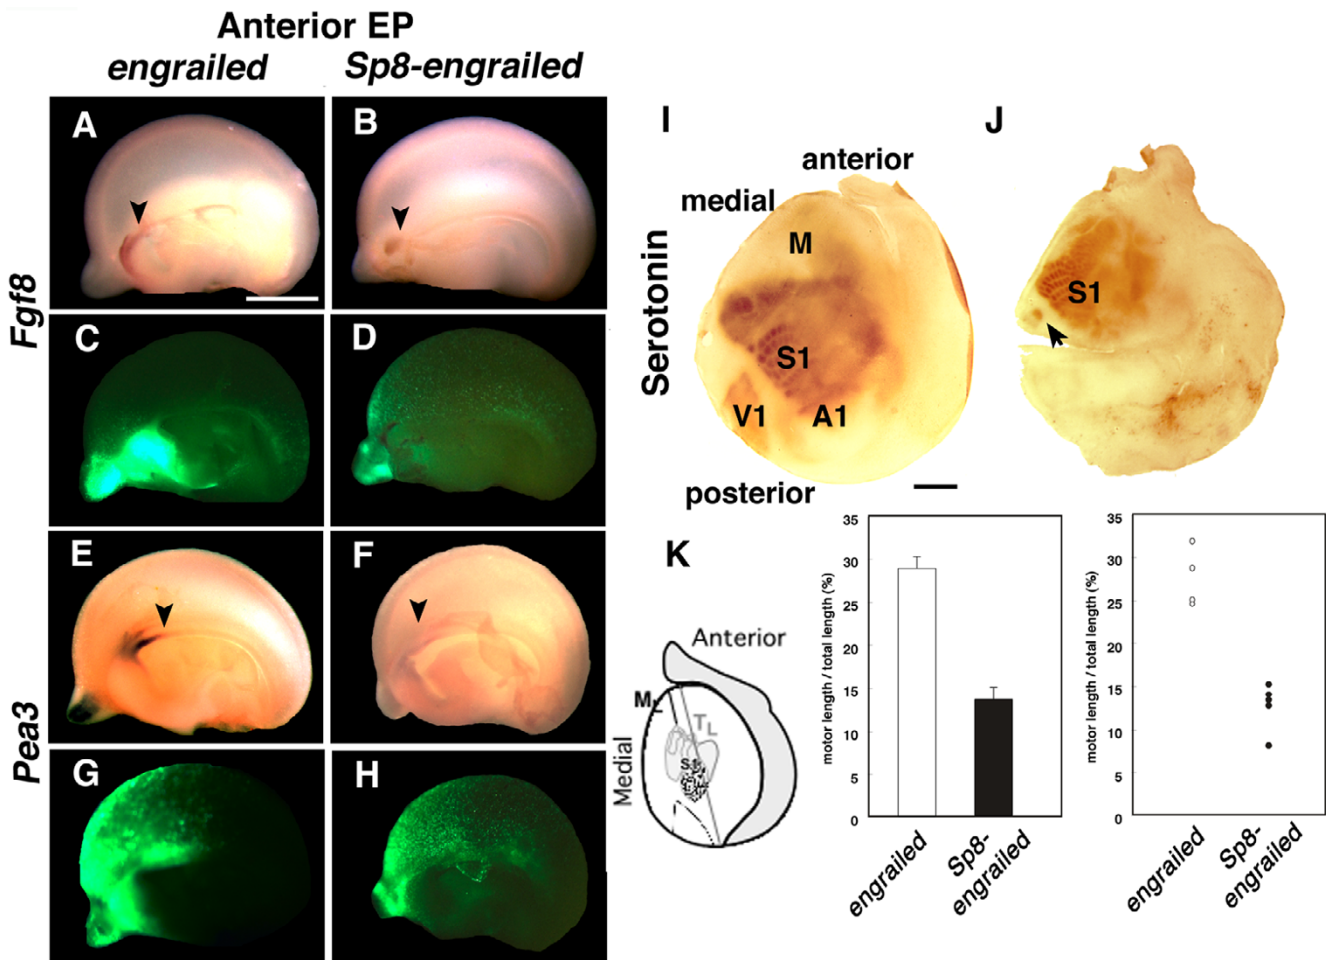 Anterior EP
engrailed
Sp8-engrailed
Fgf8
A
B
C
D
Pea3
E
F
G
H
Serotonin
I
J
anterior
medial
M
S1
V1
A1
posterior
S1
K
Anterior
Medial
ML
TL
S1
motor length / total length (%)
35
30
25
20
15
10
5
0
engrailed
Sp8-
engrailed
motor length / total length (%)
35
30
25
20
15
10
5
0
engrailed
Sp8-
engrailed